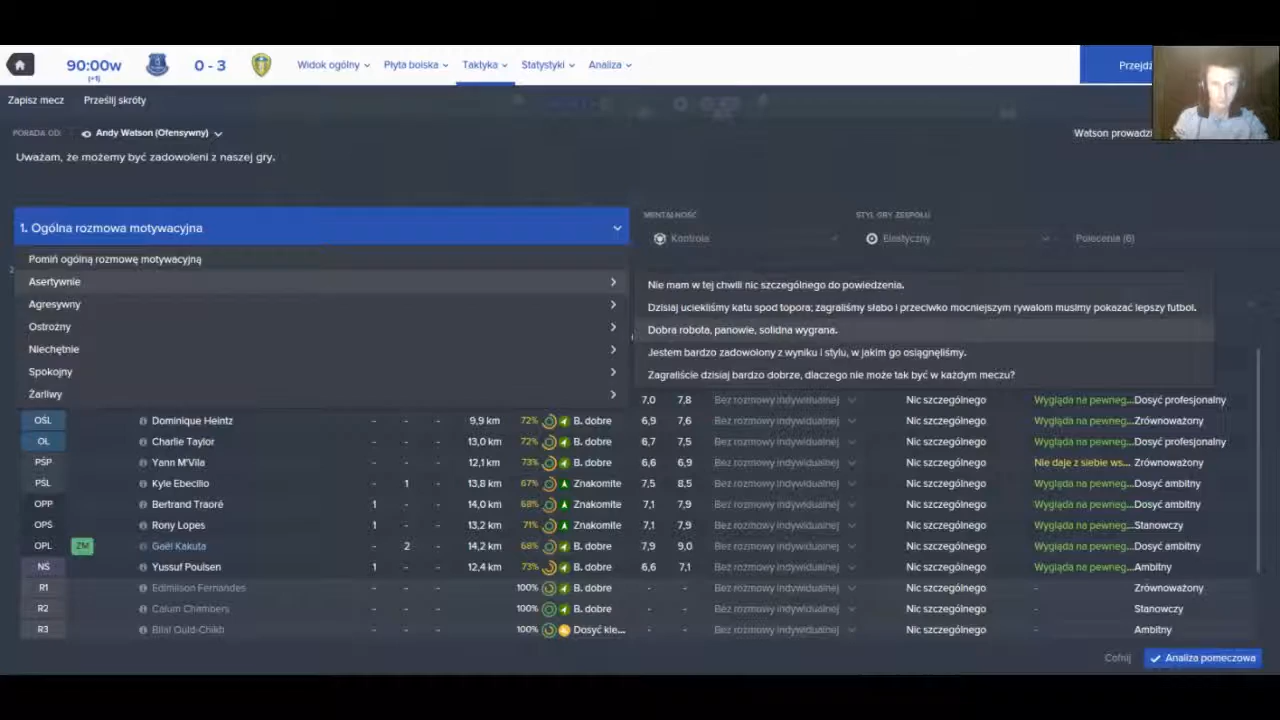 90:00w 0 - 3 Widok ogólny Płyta boiska Taktyka Statystyki Analiza
(+1)
Zapisz mecz Prześlij skróty
PORADA OD: Andy Watson (Ofensywny)
Uważam, że możemy być zadowoleni z naszej gry.
1. Ogólna rozmowa motywacyjna
MENTALNOŚĆ STYL GRY ZESPOŁU
Kontrola Elastyczny Polecenia (6)
Pomiń ogólną rozmowę motywacyjną
Asertywnie
Agresywny
Ostrożny
Niechętnie
Spokojny
Żarliwy
Nie mam w tej chwili nic szczególnego do powiedzenia.
Dzisiaj uciekliśmy katu spod topora; zagraliśmy słabo i przeciwko mocniejszym rywalom musimy pokazać lepszy futbol.
Dobra robota, panowie, solidna wygrana.
Jestem bardzo zadowolony z wyniku i stylu, w jakim go osiągnęliśmy.
Zagraliście dzisiaj bardzo dobrze, dlaczego nie może tak być w każdym meczu?
7,0 7,8 Bez rozmowy indywidualnej Nic szczególnego Wygląda na pewneg... Dosyć profesjonalny
OŚL Dominique Heintz - - - 9,9 km 72% B. dobre 6,9 7,6 Bez rozmowy indywidualnej Nic szczególnego Wygląda na pewneg... Zrównoważony
OL Charlie Taylor - - - 13,0 km 72% B. dobre 6,7 7,5 Bez rozmowy indywidualnej Nic szczególnego Wygląda na pewneg... Dosyć profesjonalny
PŚP Yann M'Vila - - - 12,1 km 73% B. dobre 6,6 6,9 Bez rozmowy indywidualnej Nic szczególnego Nie daje z siebie ws... Zrównoważony
PŚL Kyle Ebecilio - 1 - 13,8 km 67% Znakomite 7,5 8,5 Bez rozmowy indywidualnej Nic szczególnego Wygląda na pewneg... Dosyć ambitny
OPP Bertrand Traoré 1 - - 14,0 km 68% Znakomite 7,1 7,9 Bez rozmowy indywidualnej Nic szczególnego Wygląda na pewneg... Dosyć ambitny
OPŚ Rony Lopes 1 - - 13,2 km 71% Znakomite 7,1 7,9 Bez rozmowy indywidualnej Nic szczególnego Wygląda na pewneg... Stanowczy
OPL ZM Gaël Kakuta - 2 - 14,2 km 68% B. dobre 7,9 9,0 Bez rozmowy indywidualnej Nic szczególnego Wygląda na pewneg... Dosyć ambitny
NŚ Yussuf Poulsen 1 - - 12,4 km 73% B. dobre 6,6 7,1 Bez rozmowy indywidualnej Nic szczególnego Wygląda na pewneg... Ambitny
R1 Edimilson Fernandes - - - 100% B. dobre - - Bez rozmowy indywidualnej Nic szczególnego - Zrównoważony
R2 Calum Chambers - - - 100% B. dobre - - Bez rozmowy indywidualnej Nic szczególnego - Stanowczy
R3 Bilal Ould-Chikh - - - 100% Dosyć kie... - - Bez rozmowy indywidualnej Nic szczególnego - Ambitny
Cofnij Analiza pomeczowa